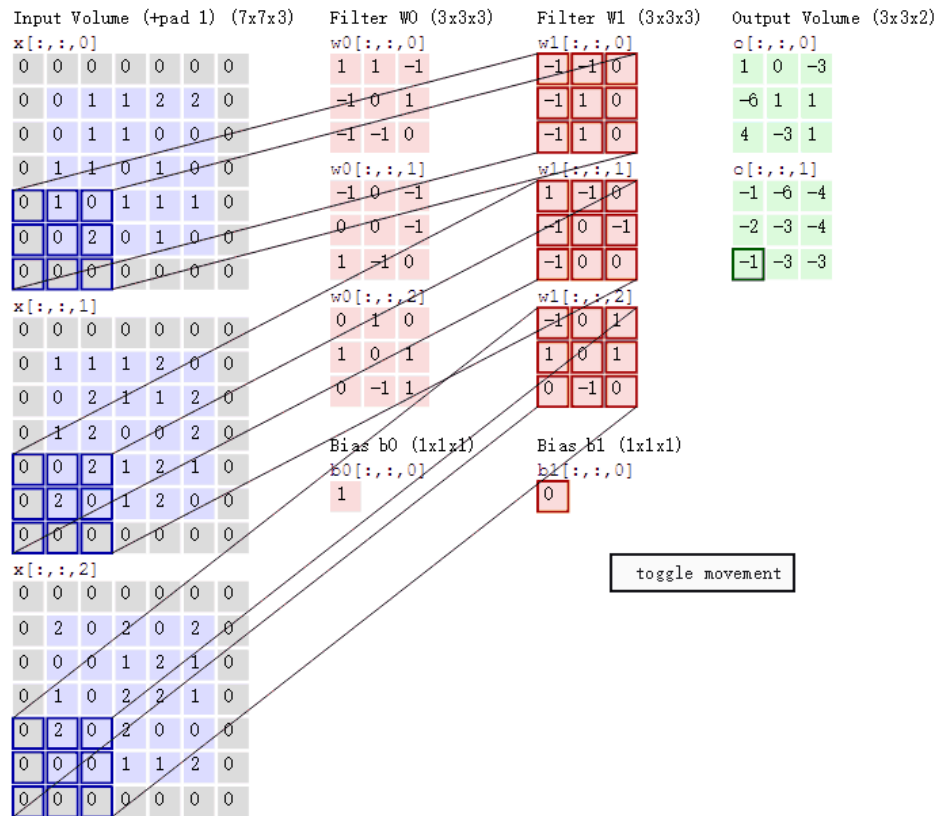 Input Volume (+pad 1) (7x7x3)
x[:,:,0]
0 0 0 0 0 0 0
0 0 1 1 2 2 0
0 0 1 1 0 0 0
0 1 1 0 1 0 0
0 1 0 1 1 1 0
0 0 2 0 1 0 0
0 0 0 0 0 0 0
x[:,:,1]
0 0 0 0 0 0 0
0 1 1 1 2 0 0
0 0 2 1 1 2 0
0 1 2 0 0 2 0
0 0 2 1 2 1 0
0 2 0 1 2 0 0
0 0 0 0 0 0 0
x[:,:,2]
0 0 0 0 0 0 0
0 2 0 2 0 2 0
0 0 0 1 2 1 0
0 1 0 2 2 1 0
0 2 0 2 0 0 0
0 0 0 1 1 2 0
0 0 0 0 0 0 0
Filter W0 (3x3x3)
w0[:,:,0]
1 1 -1
-1 0 1
-1 -1 0
w0[:,:,1]
-1 0 -1
0 0 -1
1 -1 0
w0[:,:,2]
0 1 0
1 0 1
0 -1 1
Bias b0 (1x1x1)
b0[:,:,0]
1
Filter W1 (3x3x3)
w1[:,:,0]
-1 -1 0
-1 1 0
-1 1 0
w1[:,:,1]
1 -1 0
-1 0 -1
-1 0 0
w1[:,:,2]
-1 0 1
1 0 1
0 -1 0
Bias b1 (1x1x1)
b1[:,:,0]
0
Output Volume (3x3x2)
o[:,:,0]
1 0 -3
-6 1 1
4 -3 1
o[:,:,1]
-1 -6 -4
-2 -3 -4
-1 -3 -3
toggle movement